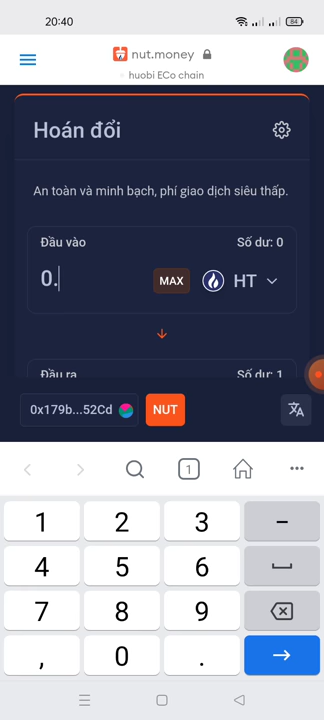 20:40
84
nut.money
huobi ECo chain
Hoán đổi
An toàn và minh bạch, phí giao dịch siêu thấp.
Đầu vào Số dư: 0
0. MAX HT
Đầu ra Số dư: 1
0x179b...52Cd NUT
1
1 2 3 –
4 5 6
7 8 9
, 0 .